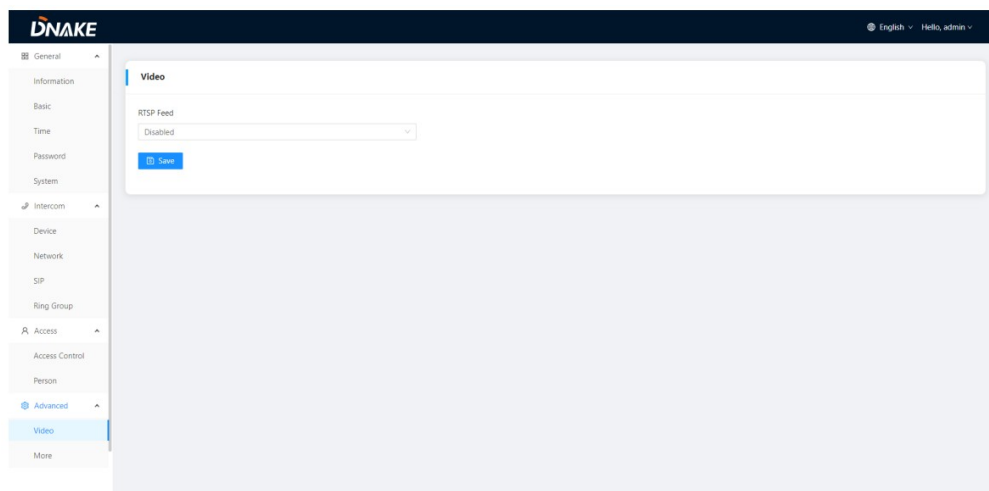 DNAKE
English
Hello, admin
General
Information
Basic
Time
Password
System
Intercom
Device
Network
SIP
Ring Group
Access
Access Control
Person
Advanced
Video
More
Video
RTSP Feed
Disabled
Save